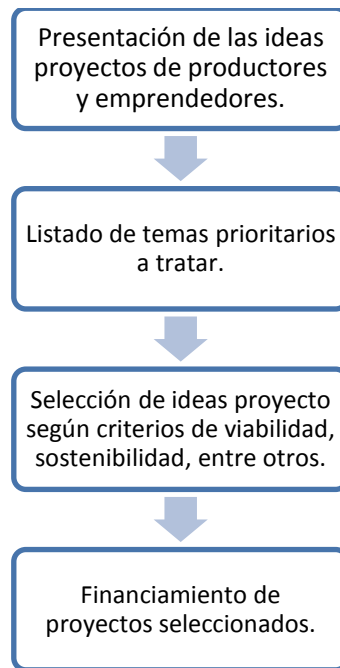 Presentación de las ideas
proyectos de productores
y emprendedores.
Listado de temas prioritarios
a tratar.
Selección de ideas proyecto
según criterios de viabilidad,
sostenibilidad, entre otros.
Financiamiento de
proyectos seleccionados.